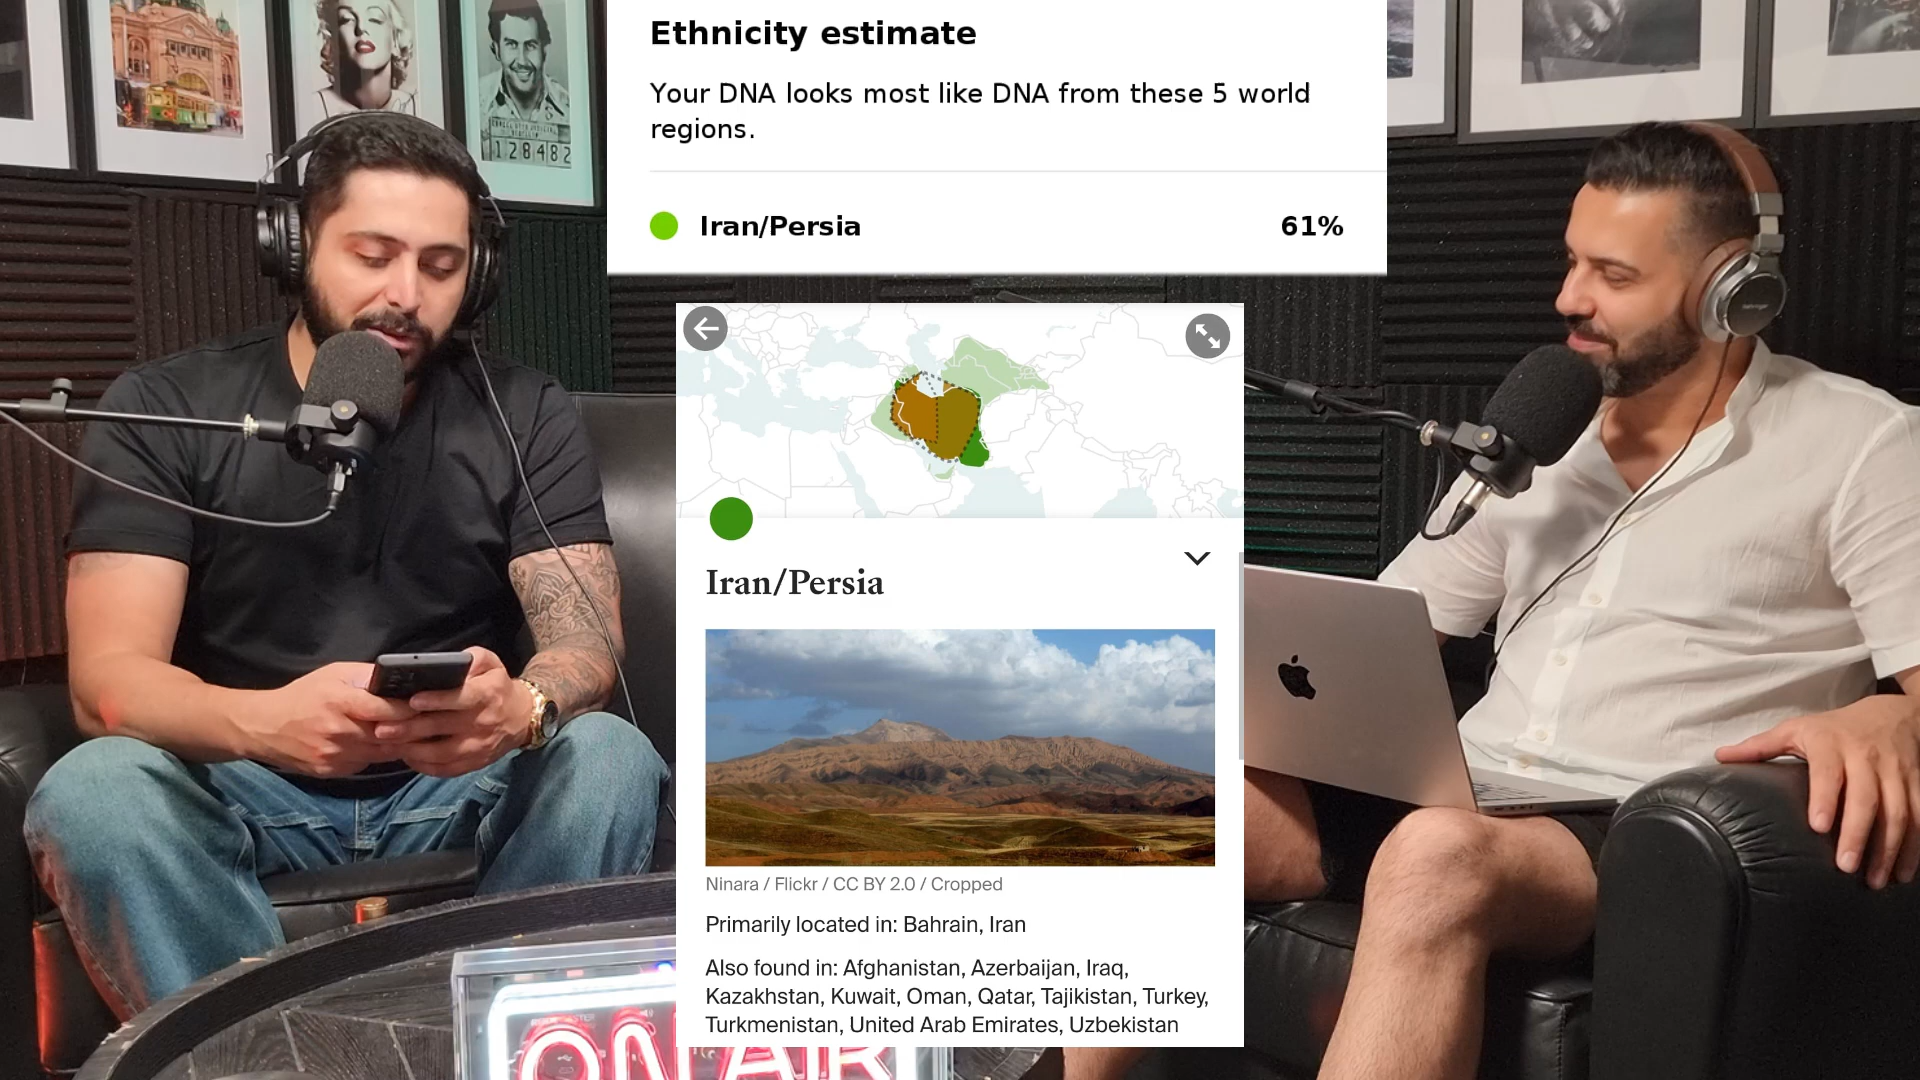 Ethnicity estimate
Your DNA looks most like DNA from these 5 world
regions.
Iran/Persia 61%
128482
Iran/Persia
Ninara / Flickr / CC BY 2.0 / Cropped
Primarily located in: Bahrain, Iran
Also found in: Afghanistan, Azerbaijan, Iraq,
Kazakhstan, Kuwait, Oman, Qatar, Tajikistan, Turkey,
Turkmenistan, United Arab Emirates, Uzbekistan
ON AIR